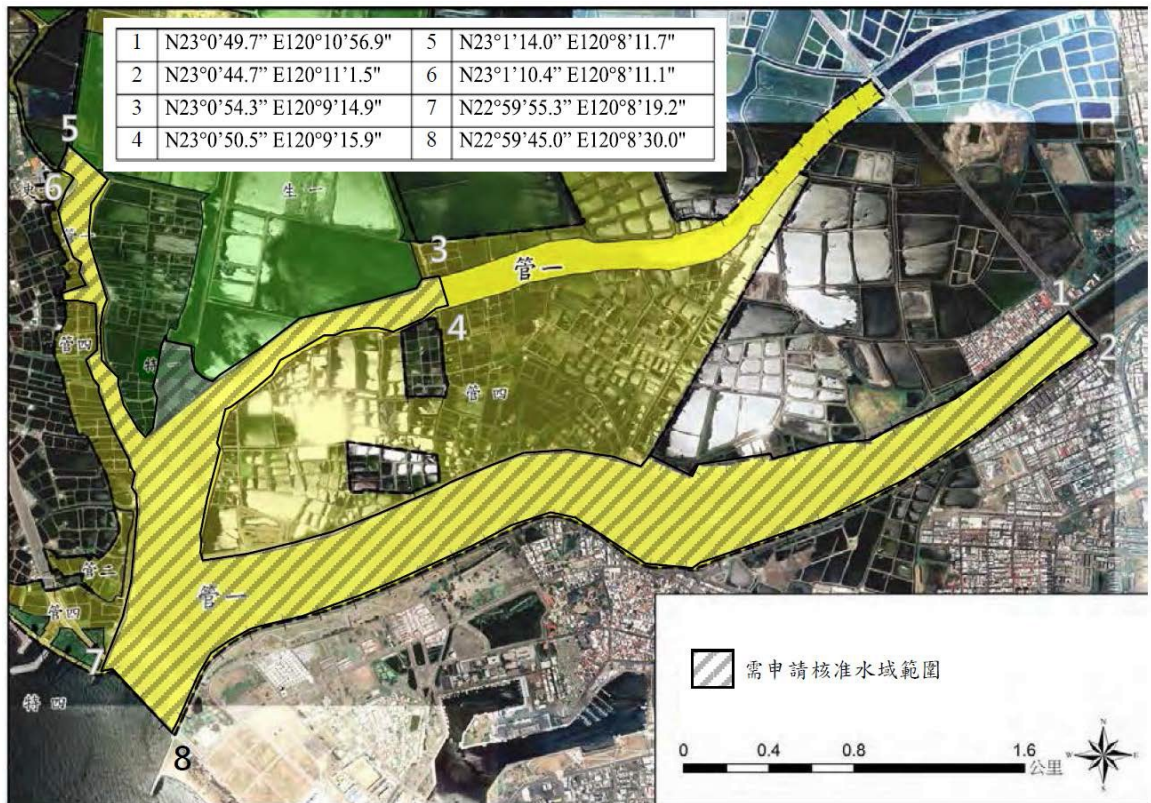 1 N23°0'49.7” E120°10'56.9" 5 N23°1'14.0” E120°8'11.7"
2 N23°0'44.7” E120°11'1.5" 6 N23°1'10.4” E120°8'11.1"
3 N23°0'54.3” E120°9'14.9" 7 N22°59'55.3” E120°8'19.2"
4 N23°0'50.5” E120°9'15.9" 8 N22°59'45.0” E120°8'30.0"
5
6
生一
管一
3
管一
4
1
2
管四
特一
管四
管二
管一
管四
7
特四
8
需申請核准水域範圍
0 0.4 0.8 1.6
公里
N
W E
S